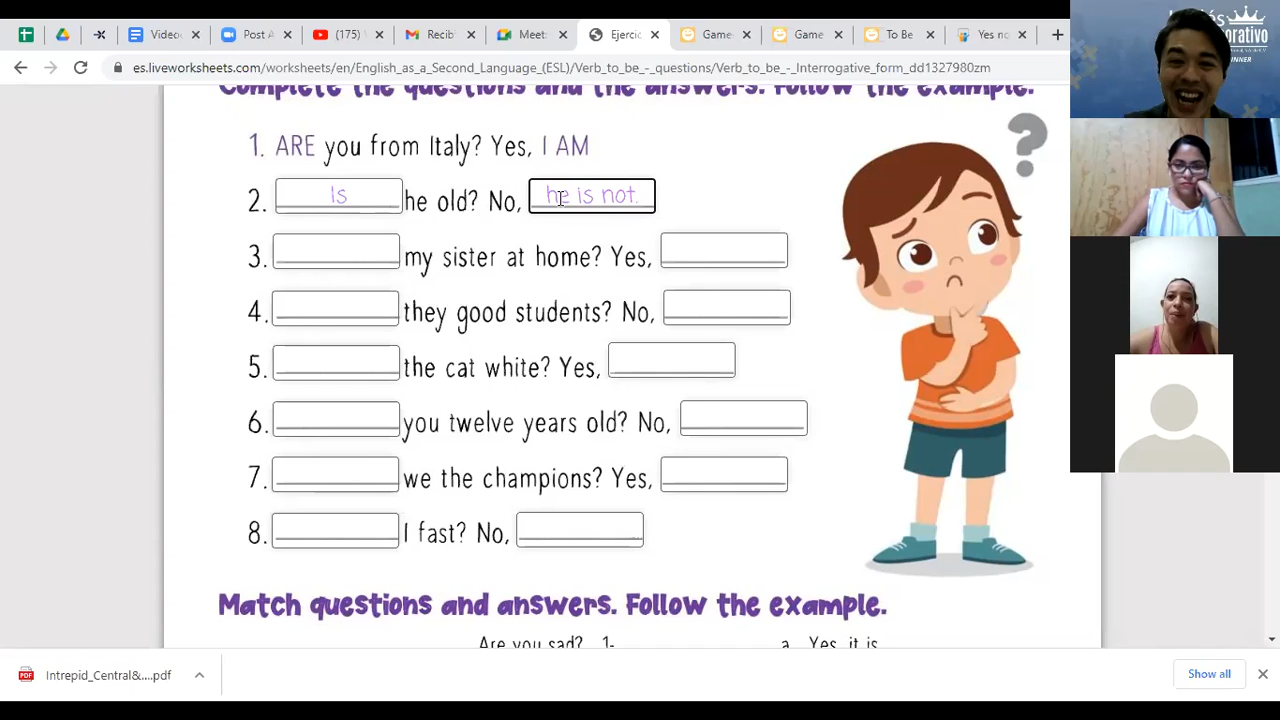 Video
Post A
(175)
Recib
Meet
Ejercic
Game
Game
To Be
Yes no
es.liveworksheets.com/worksheets/en/English_as_a_Second_Language_(ESL)/Verb_to_be_-_questions/Verb_to_be_-_Interrogative_form_dd1327980zm
Complete the questions and the answers. Follow the example.
1. ARE you from Italy? Yes, I AM
2. Is he old? No, he is not.
3. my sister at home? Yes,
4. they good students? No,
5. the cat white? Yes,
6. you twelve years old? No,
7. we the champions? Yes,
8. I fast? No,
?
Match questions and answers. Follow the example.
Are you sad? 1- a. Yes, it is
PDF Intrepid_Central&....pdf
Show all